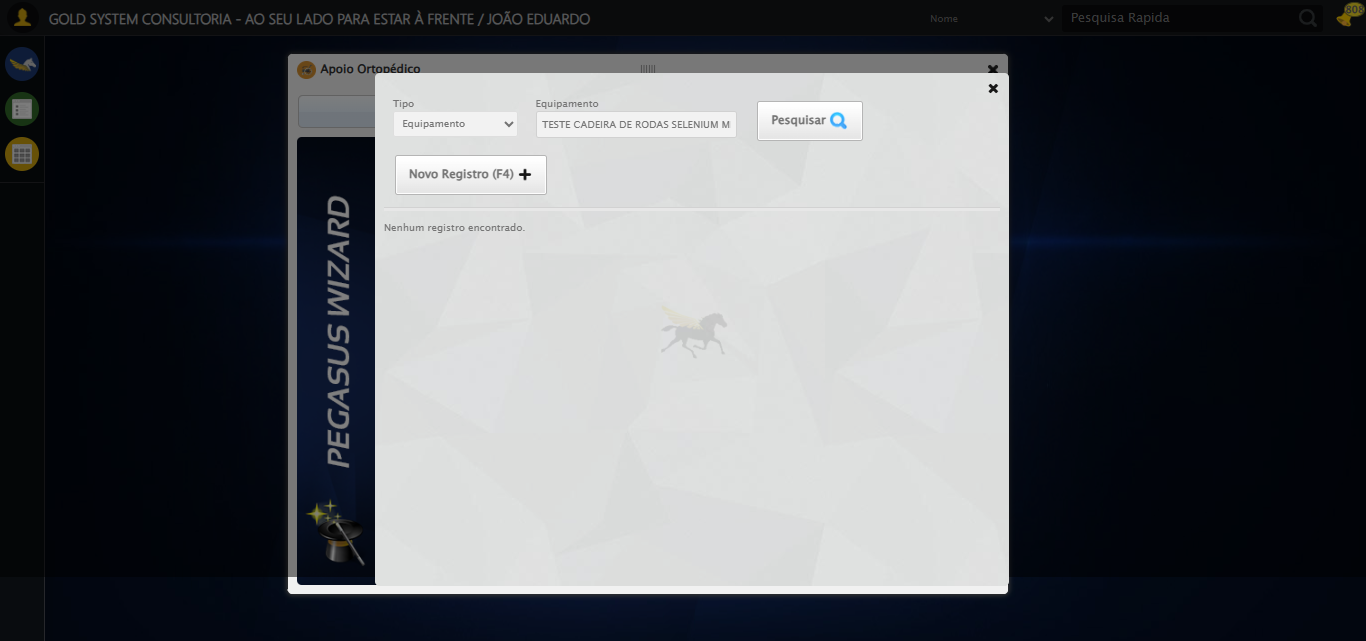 GOLD SYSTEM CONSULTORIA - AO SEU LADO PARA ESTAR À FRENTE / JOÃO EDUARDO
Nome
Pesquisa Rapida
808
Apoio Ortopédico
Tipo
Equipamento
Equipamento
TESTE CADEIRA DE RODAS SELENIUM M
Pesquisar
Novo Registro (F4)
Nenhum registro encontrado.
PEGASUS WIZARD